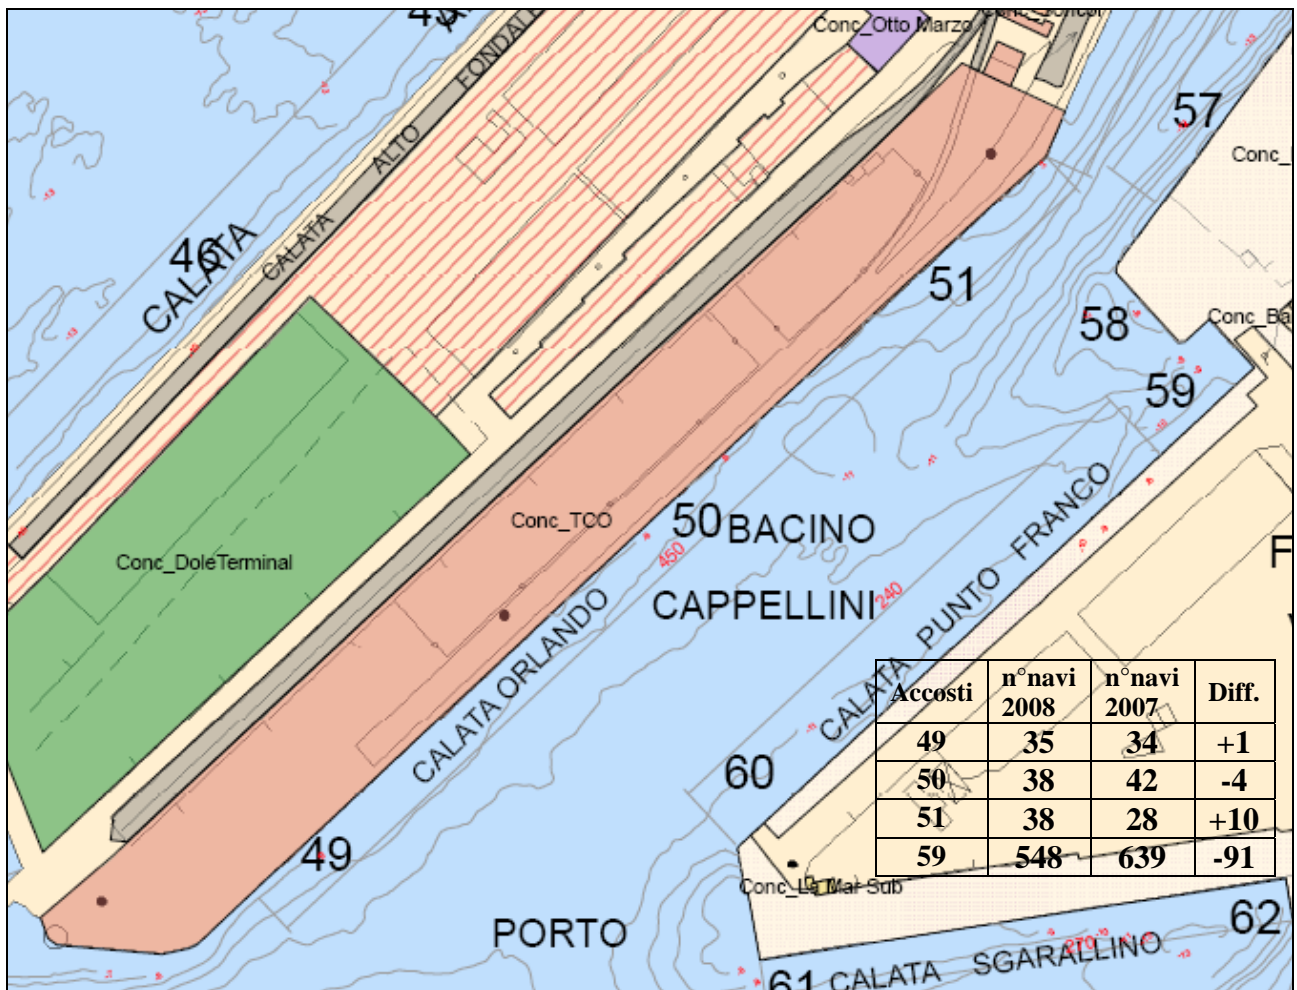 Conc_Otto Marzo
FONDALE
57
ALTO
Conc_
CALATA
46
CALATA
51
58
Conc_Ba
59
Conc_TCO
50
BACINO
Conc_DoleTerminal
450
CALATA PUNTO FRANCO
CAPPELLINI
240
CALATA ORLANDO
60
Accosti n°navi 2008 n°navi 2007 Diff.
49 35 34 +1
50 38 42 -4
51 38 28 +10
59 548 639 -91
49
Conc_La Mar Sub
PORTO
62
270
61
CALATA SGARALLINO